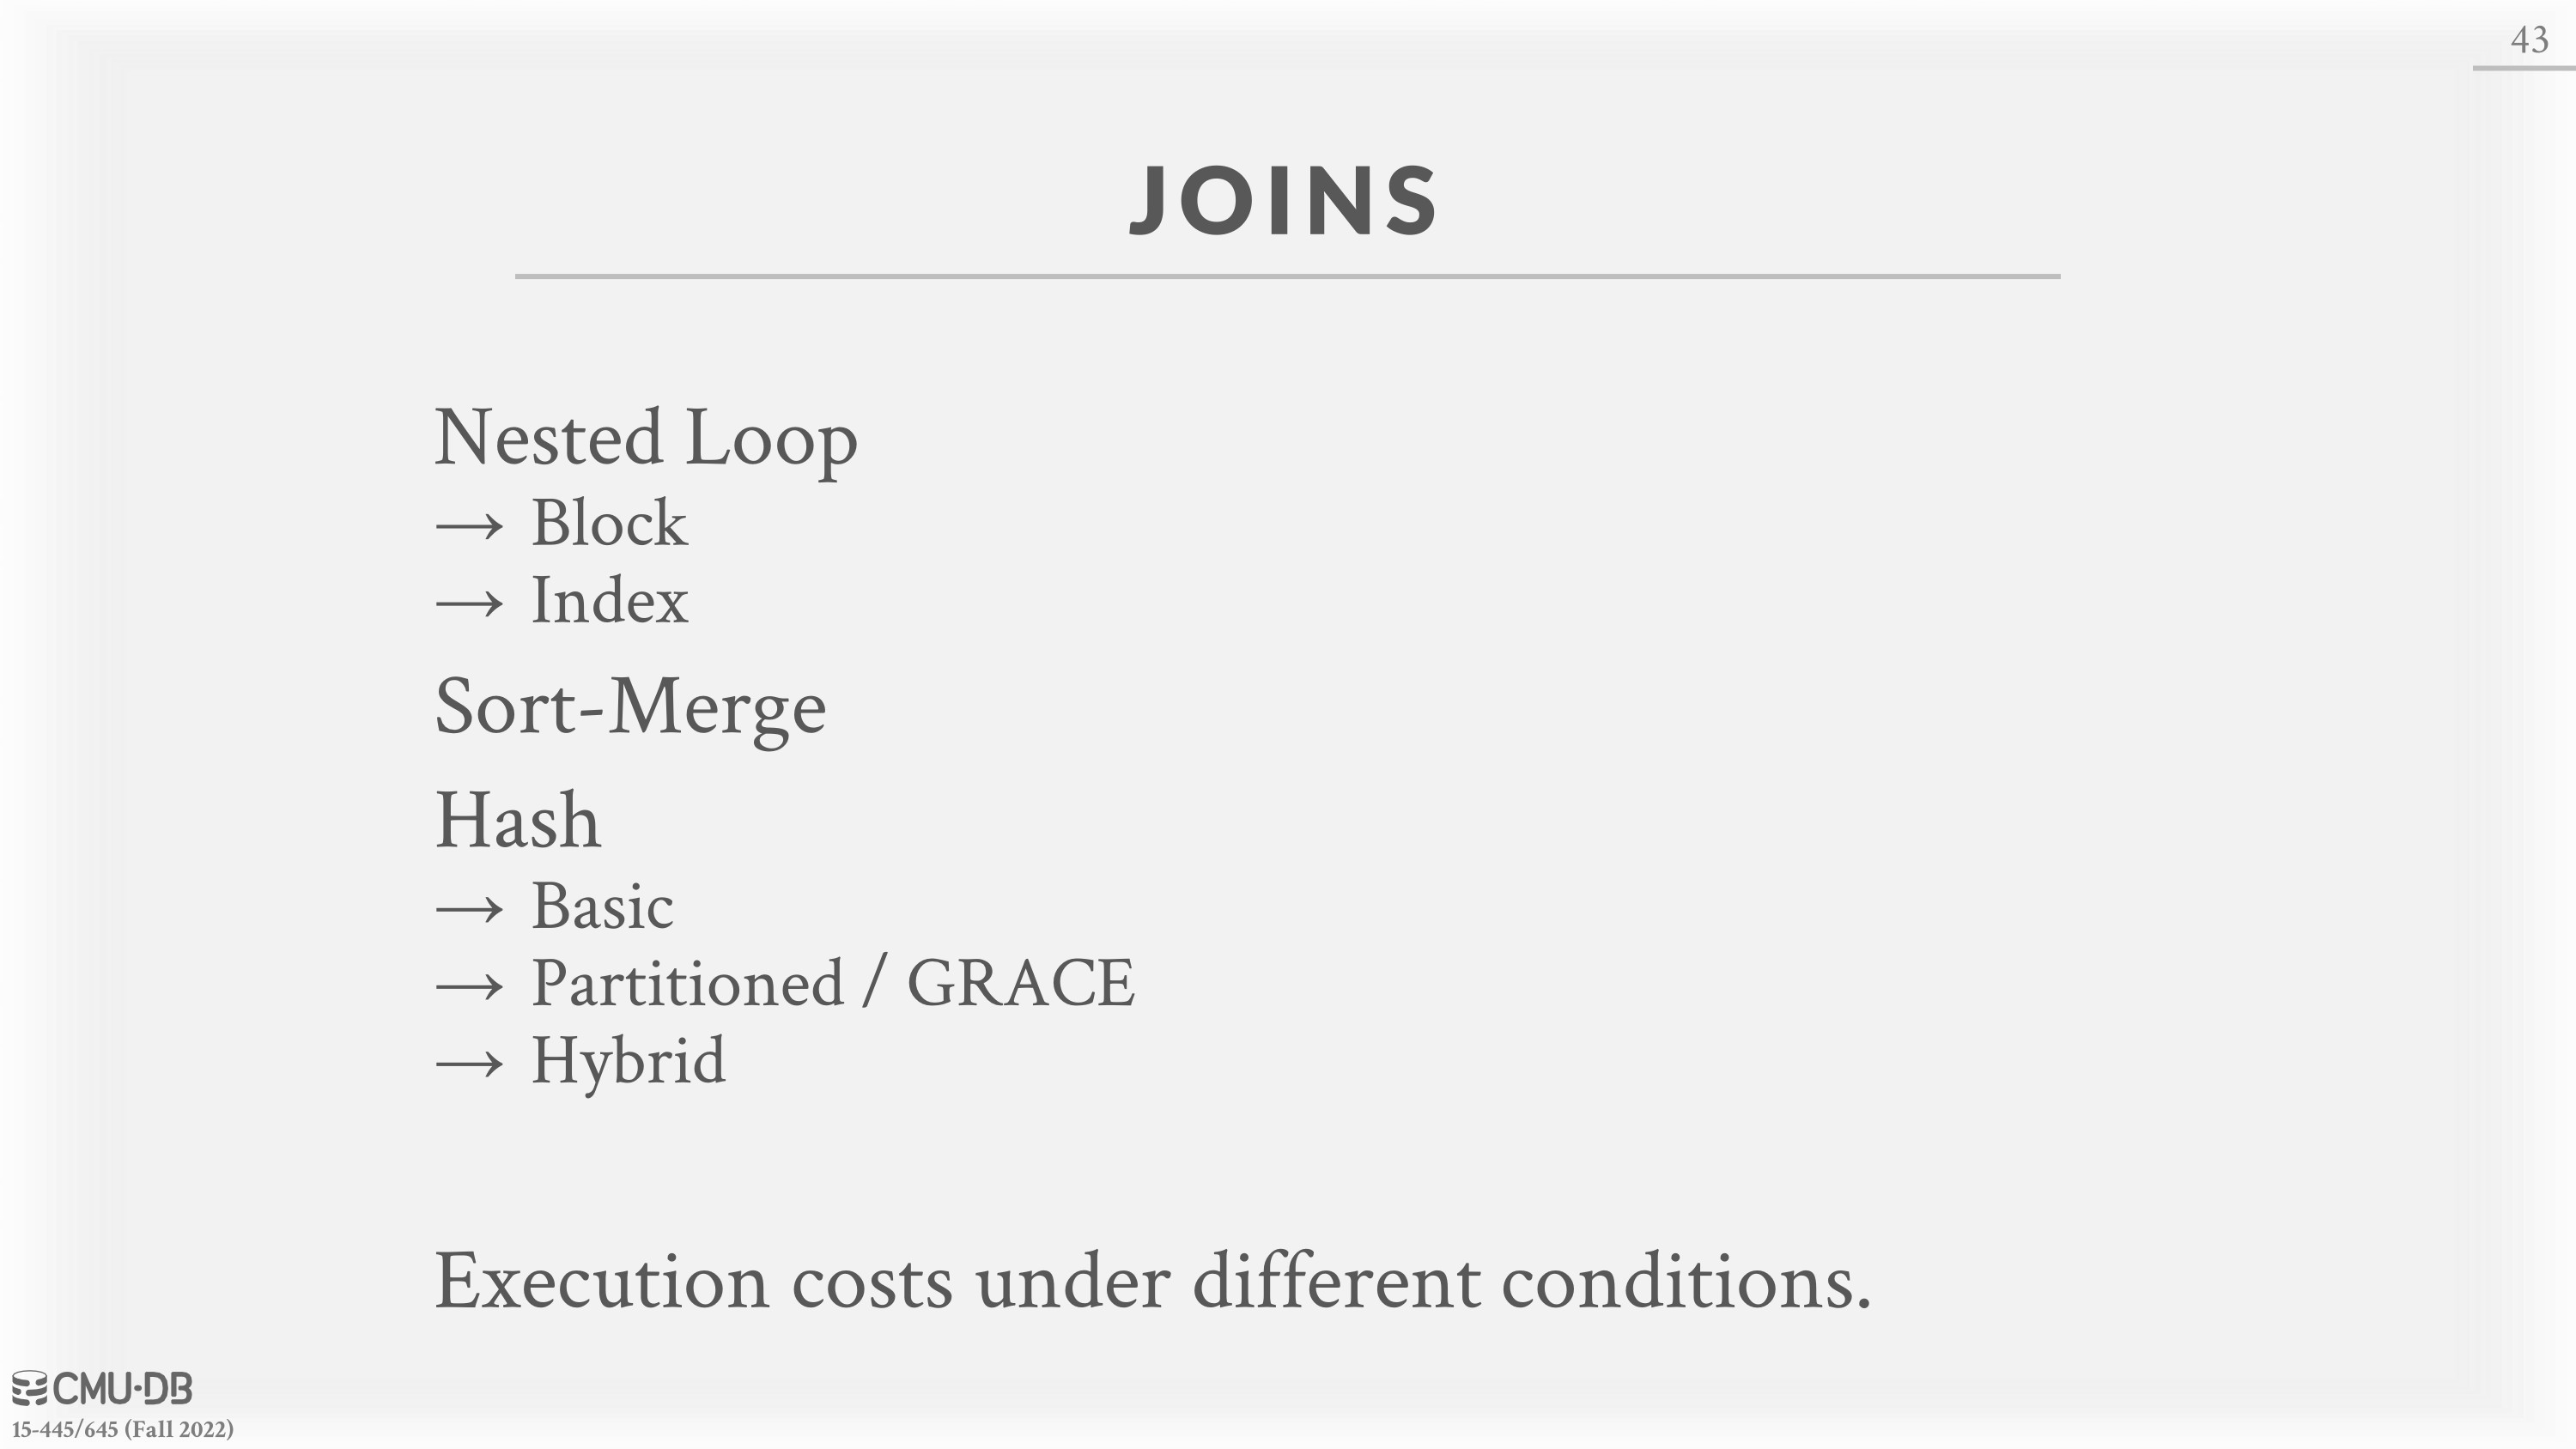 43
JOINS
Nested Loop
→ Block
→ Index
Sort-Merge
Hash
→ Basic
→ Partitioned / GRACE
→ Hybrid
Execution costs under different conditions.
CMU·DB
15-445/645 (Fall 2022)